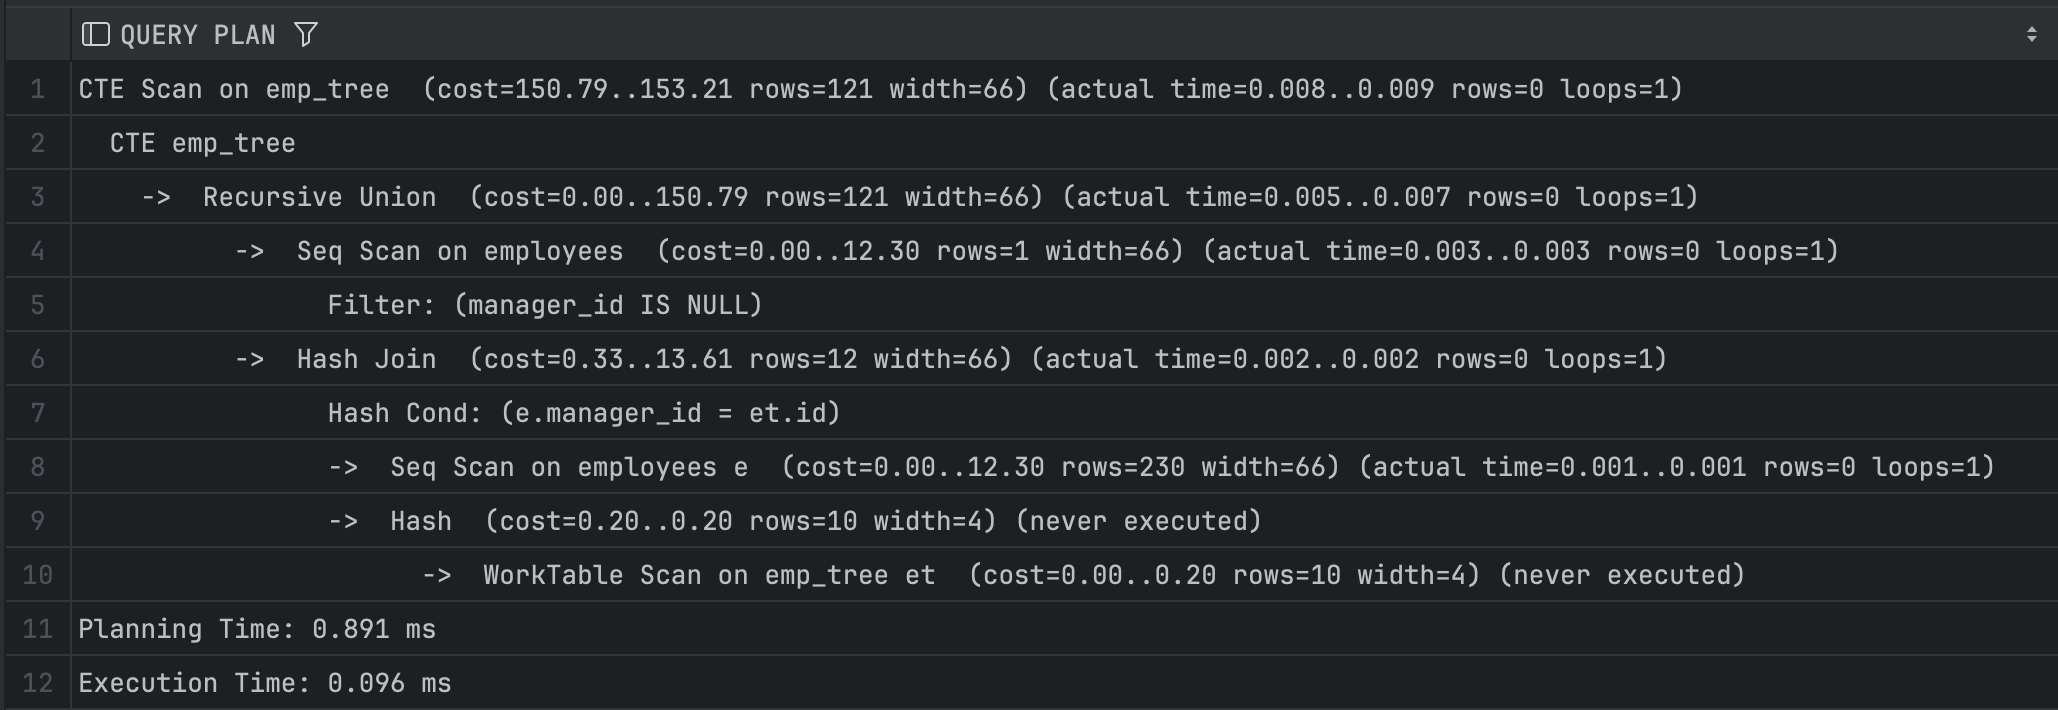 QUERY PLAN
1 CTE Scan on emp_tree  (cost=150.79..153.21 rows=121 width=66) (actual time=0.008..0.009 rows=0 loops=1)
2   CTE emp_tree
3     ->  Recursive Union  (cost=0.00..150.79 rows=121 width=66) (actual time=0.005..0.007 rows=0 loops=1)
4           ->  Seq Scan on employees  (cost=0.00..12.30 rows=1 width=66) (actual time=0.003..0.003 rows=0 loops=1)
5                 Filter: (manager_id IS NULL)
6           ->  Hash Join  (cost=0.33..13.61 rows=12 width=66) (actual time=0.002..0.002 rows=0 loops=1)
7                 Hash Cond: (e.manager_id = et.id)
8                 ->  Seq Scan on employees e  (cost=0.00..12.30 rows=230 width=66) (actual time=0.001..0.001 rows=0 loops=1)
9                 ->  Hash  (cost=0.20..0.20 rows=10 width=4) (never executed)
10                       ->  WorkTable Scan on emp_tree et  (cost=0.00..0.20 rows=10 width=4) (never executed)
11 Planning Time: 0.891 ms
12 Execution Time: 0.096 ms